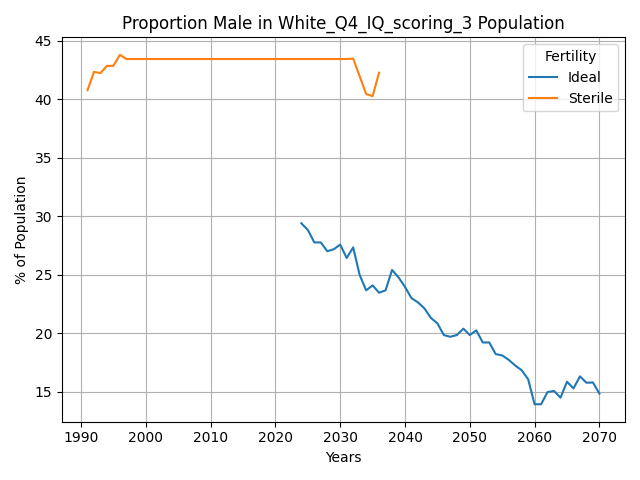 Proportion Male in White_Q4_IQ_scoring_3 Population
% of Population
45
40
35
30
25
20
15
Fertility
Ideal
Sterile
1990 2000 2010 2020 2030 2040 2050 2060 2070
Years